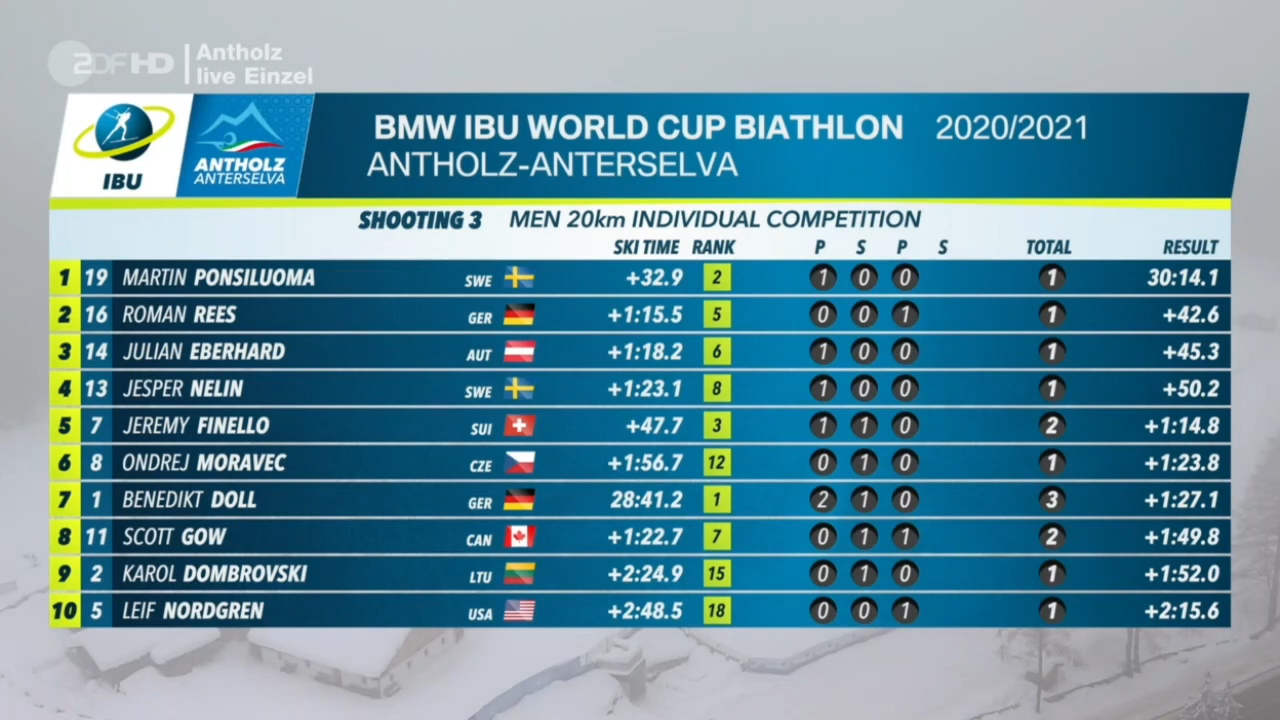 ZDF HD | Antholz
live Einzel
IBU
ANTHOLZ
ANTERSELVA
BMW IBU WORLD CUP BIATHLON 2020/2021
ANTHOLZ-ANTERSELVA
SHOOTING 3 MEN 20km INDIVIDUAL COMPETITION
SKI TIME RANK P S P S TOTAL RESULT
1 19 MARTIN PONSILUOMA SWE +32.9 2 1 0 0 1 30:14.1
2 16 ROMAN REES GER +1:15.5 5 0 0 1 1 +42.6
3 14 JULIAN EBERHARD AUT +1:18.2 6 1 0 0 1 +45.3
4 13 JESPER NELIN SWE +1:23.1 8 1 0 0 1 +50.2
5 7 JEREMY FINELLO SUI +47.7 3 1 1 0 2 +1:14.8
6 8 ONDREJ MORAVEC CZE +1:56.7 12 0 1 0 1 +1:23.8
7 1 BENEDIKT DOLL GER 28:41.2 1 2 1 0 3 +1:27.1
8 11 SCOTT GOW CAN +1:22.7 7 0 1 1 2 +1:49.8
9 2 KAROL DOMBROVSKI LTU +2:24.9 15 0 1 0 1 +1:52.0
10 5 LEIF NORDGREN USA +2:48.5 18 0 0 1 1 +2:15.6